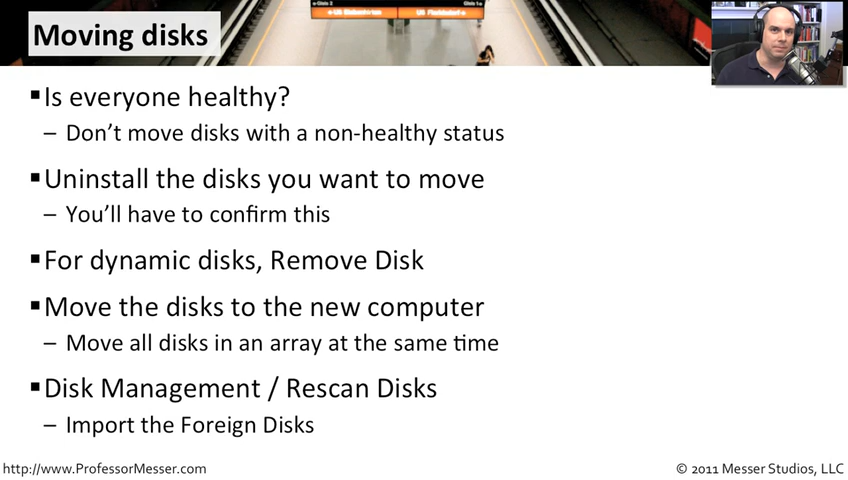 Moving disks
▪Is everyone healthy?
– Don't move disks with a non-healthy status
▪Uninstall the disks you want to move
– You'll have to confirm this
▪For dynamic disks, Remove Disk
▪Move the disks to the new computer
– Move all disks in an array at the same time
▪Disk Management / Rescan Disks
– Import the Foreign Disks
http://www.ProfessorMesser.com
© 2011 Messer Studios, LLC